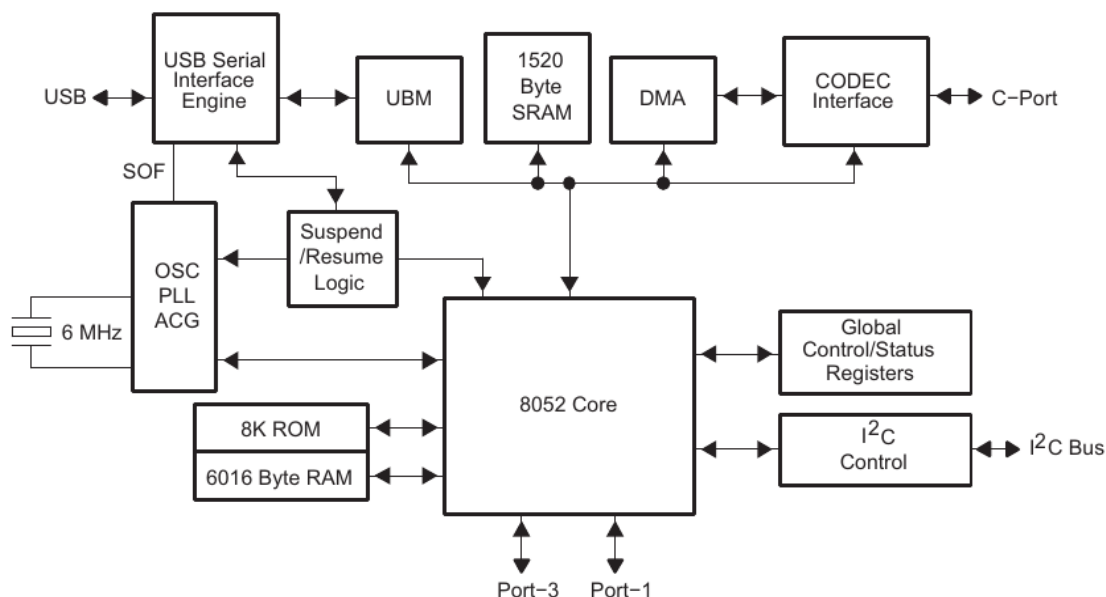 USB Serial
Interface
Engine
USB
UBM
1520
Byte
SRAM
DMA
CODEC
Interface
C−Port
SOF
Suspend
/Resume
Logic
OSC
PLL
ACG
6 MHz
Global
Control/Status
Registers
8052 Core
8K ROM
6016 Byte RAM
I²C
Control
I²C Bus
Port−3
Port−1